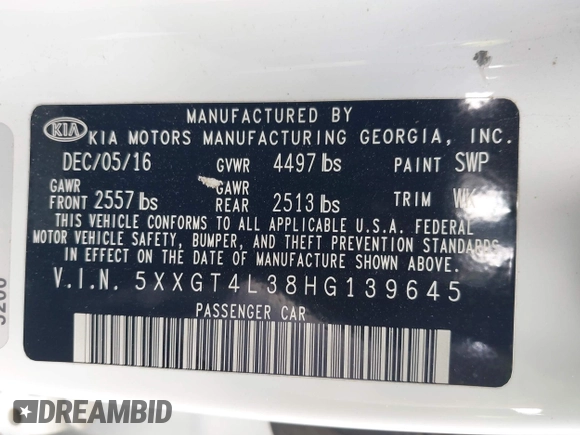 MANUFACTURED BY
KIA KIA MOTORS MANUFACTURING GEORGIA, INC.
DEC/05/16 GVWR 4497 lbs PAINT SWP
GAWR FRONT 2557 lbs GAWR REAR 2513 lbs TRIM
THIS VEHICLE CONFORMS TO ALL APPLICABLE U.S.A. FEDERAL
MOTOR VEHICLE SAFETY, BUMPER, AND THEFT PREVENTION STANDARDS
IN EFFECT ON THE DATE OF MANUFACTURE SHOWN ABOVE.
V.I.N. 5XXGT4L38HG139645
PASSENGER CAR
DREAMBID